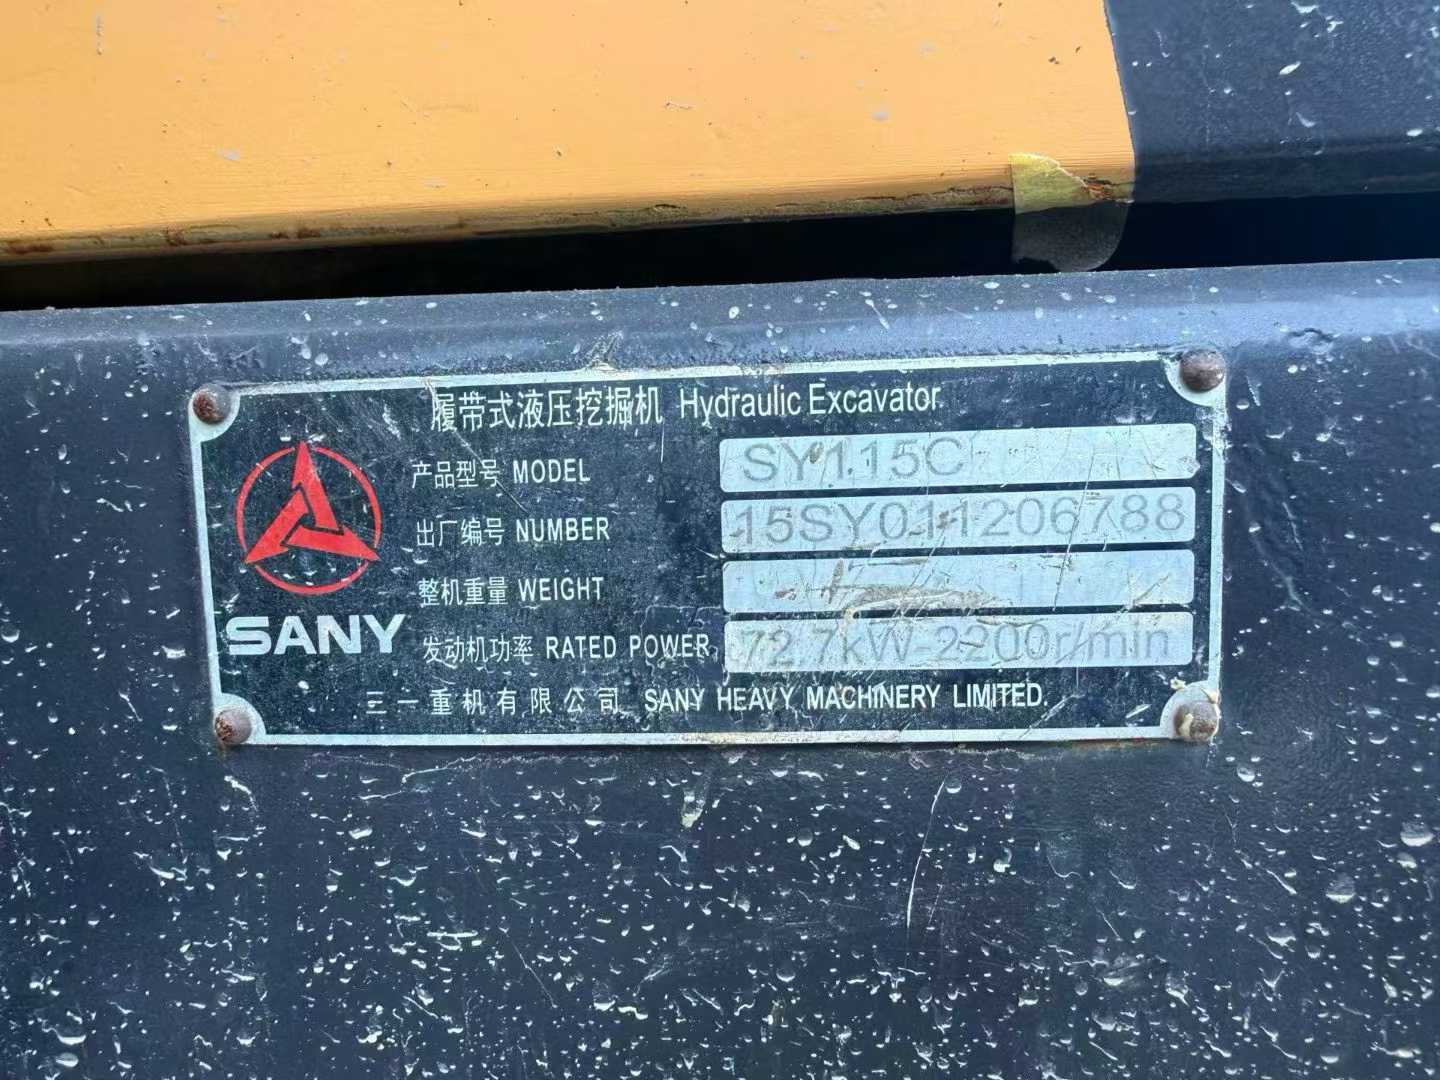 履带式液压挖掘机 Hydraulic Excavator
产品型号 MODEL SY115C
出厂编号 NUMBER 15SY011206788
整机重量 WEIGHT
发动机功率 RATED POWER 72.7kW-2200r/min
SANY
三一重机有限公司 SANY HEAVY MACHINERY LIMITED.